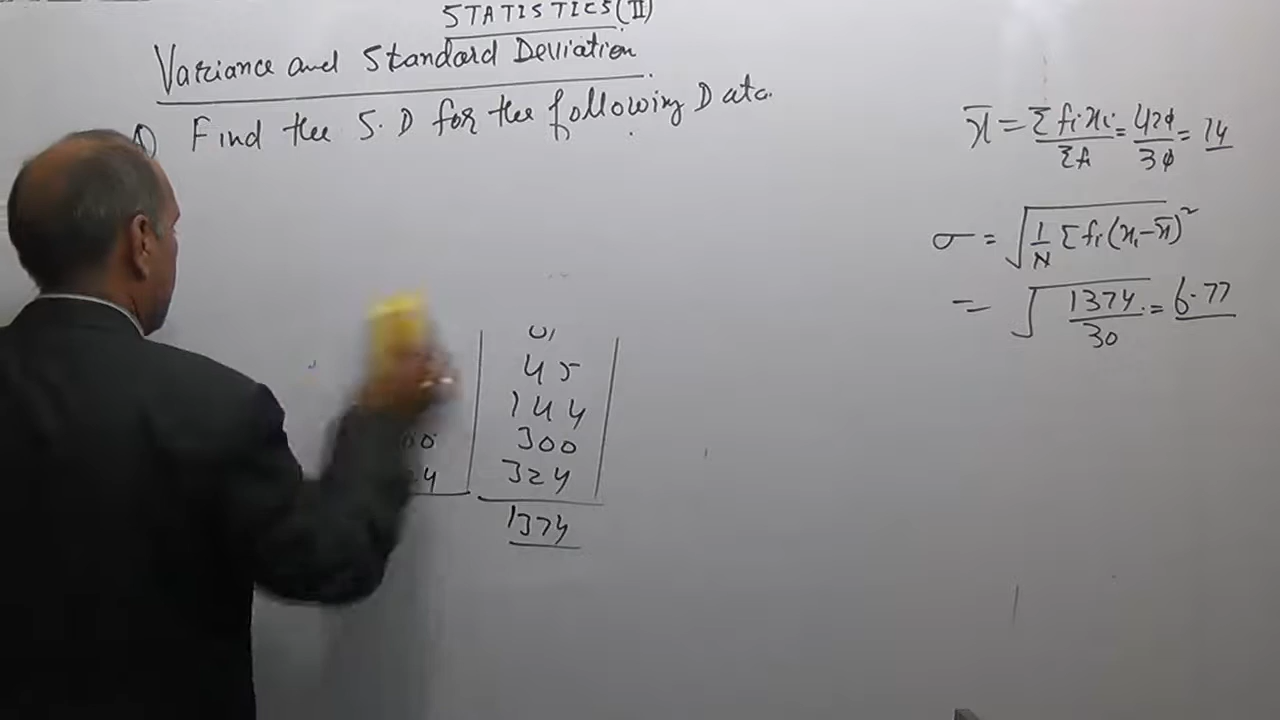 STATISTICS(II)
Variance and Standard Deviation
Find the S.D for the following Data.
x̄ = Σfixi/Σfi = 420/30 = 14
σ = √(1/N Σfi(xi-x̄)²)
= √(1374/30) = 6.77
45
144
300
324
1374